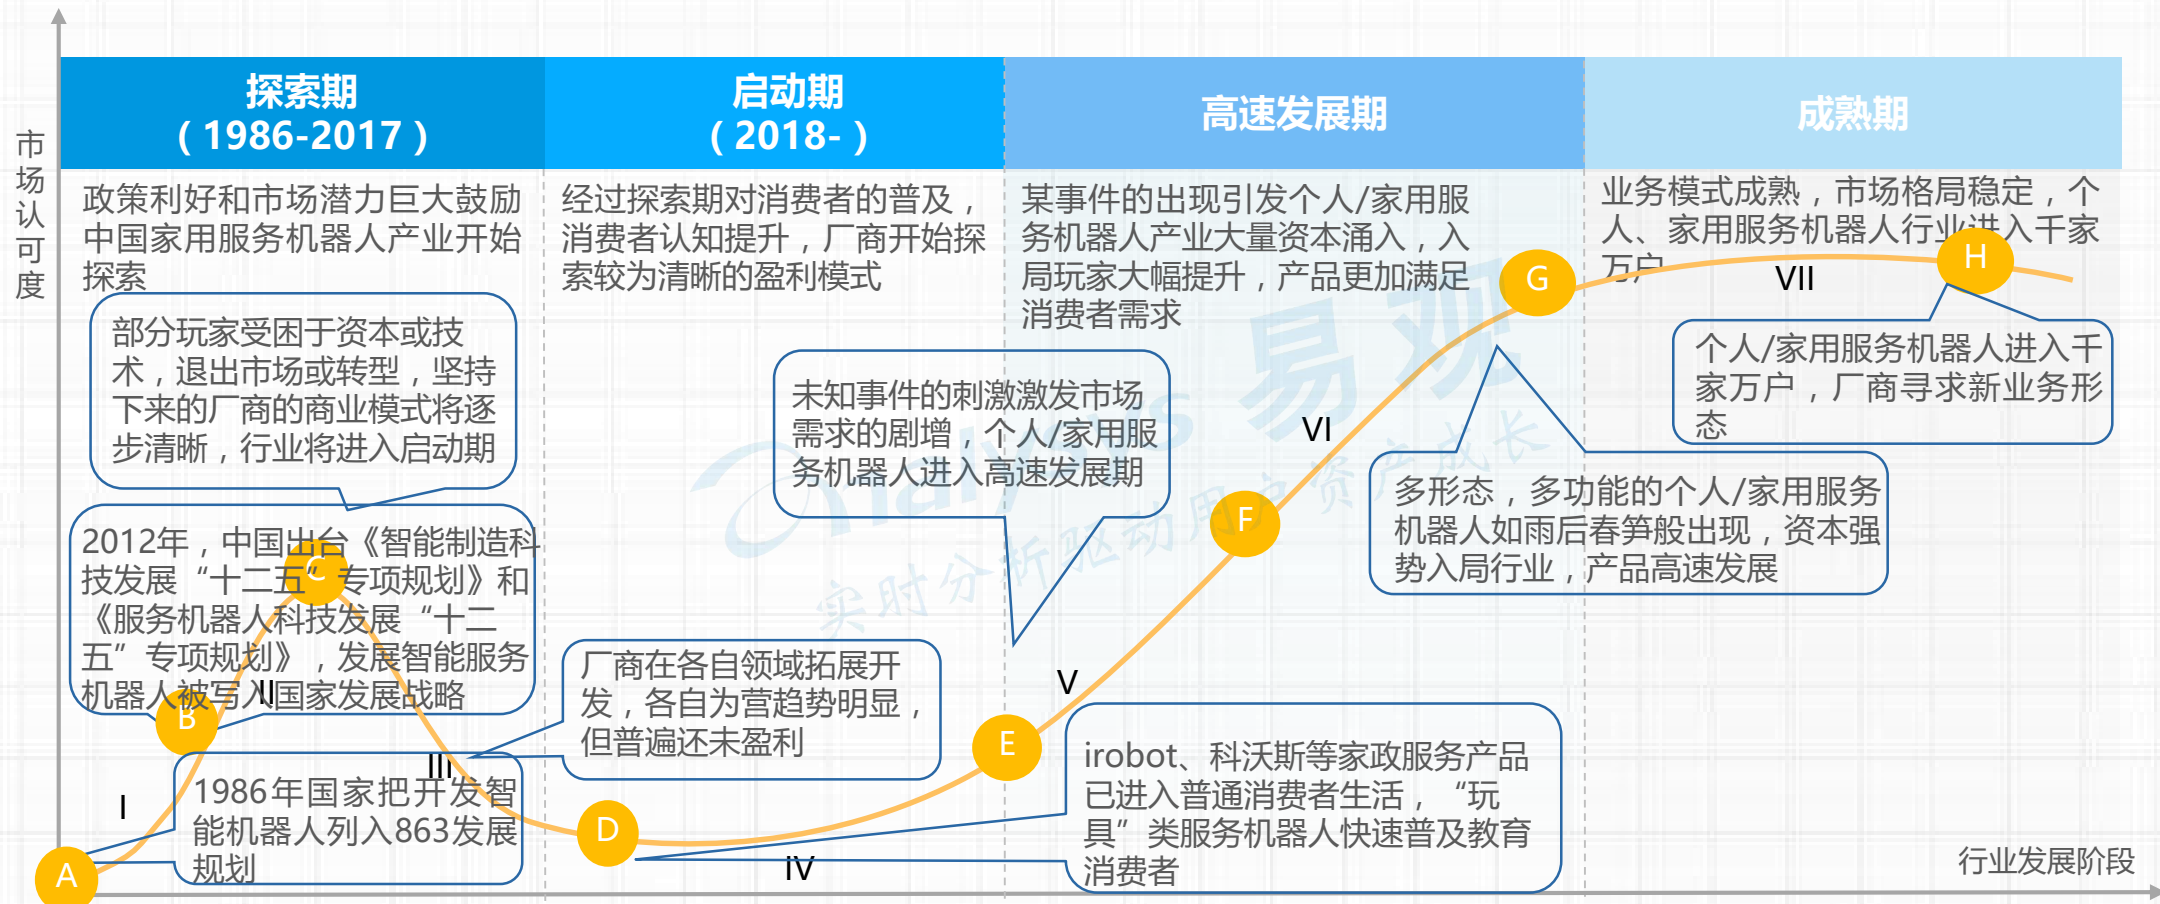 探索期
（1986-2017）
启动期
（2018-）
高速发展期
成熟期
市场认可度
政策利好和市场潜力巨大鼓励
中国家用服务机器人产业开始
探索
经过探索期对消费者的普及，
消费者认知提升，厂商开始探
索较为清晰的盈利模式
某事件的出现引发个人/家用服
务机器人产业大量资本涌入，入
局玩家大幅提升，产品更加满足
消费者需求
业务模式成熟，市场格局稳定，个
人、家用服务机器人行业进入千家
万户
部分玩家受困于资本或技
术，退出市场或转型，坚持
下来的厂商的商业模式将逐
步清晰，行业将进入启动期
2012年，中国出台《智能制造科
技发展“十二五”专项规划》和
《服务机器人科技发展“十二
五”专项规划》，发展智能服务
机器人被写入国家发展战略
1986年国家把开发智
能机器人列入863发展
规划
厂商在各自领域拓展开
发，各自为营趋势明显，
但普遍还未盈利
未知事件的刺激激发市场
需求的剧增，个人/家用服
务机器人进入高速发展期
irobot、科沃斯等家政服务产品
已进入普通消费者生活，“玩
具”类服务机器人快速普及教育
消费者
多形态，多功能的个人/家用服务
机器人如雨后春笋般出现，资本强
势入局行业，产品高速发展
个人/家用服务机器人进入千
家万户，厂商寻求新业务形
态
A
B
C
D
E
F
G
H
I
II
III
IV
V
VI
VII
行业发展阶段
analysys 易观
实时分析驱动用户资产成长